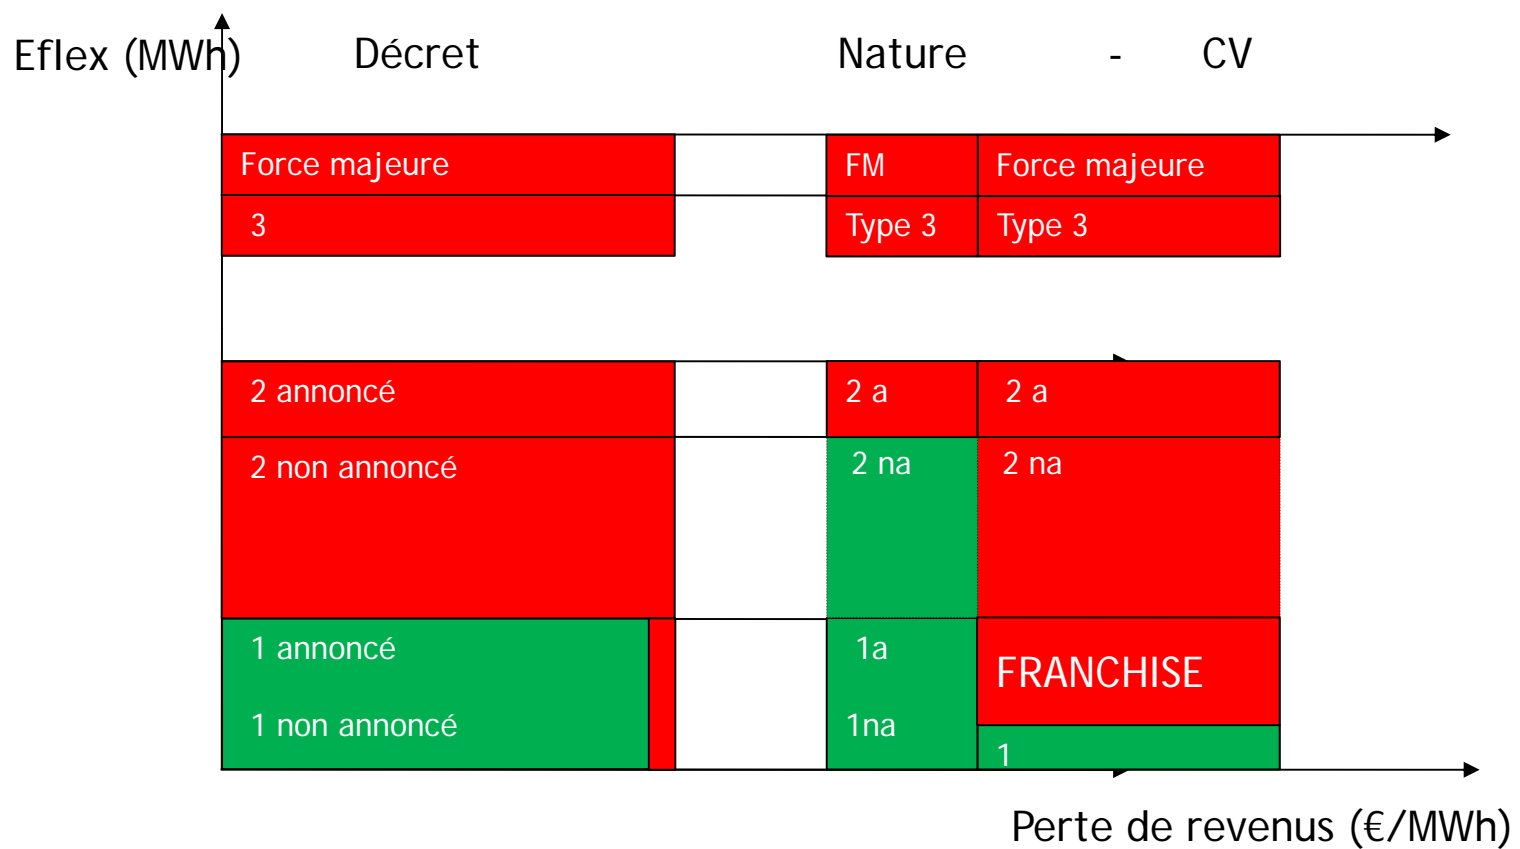 Eflex (MWh)
Décret
Nature - CV
Force majeure
FM
Force majeure
3
Type 3
Type 3
2 annoncé
2 a
2 a
2 non annoncé
2 na
2 na
1 annoncé
1a
FRANCHISE
1 non annoncé
1na
1
Perte de revenus (€/MWh)